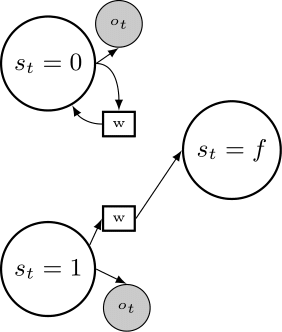 o_t
s_t = 0
w
s_t = f
w
s_t = 1
o_t